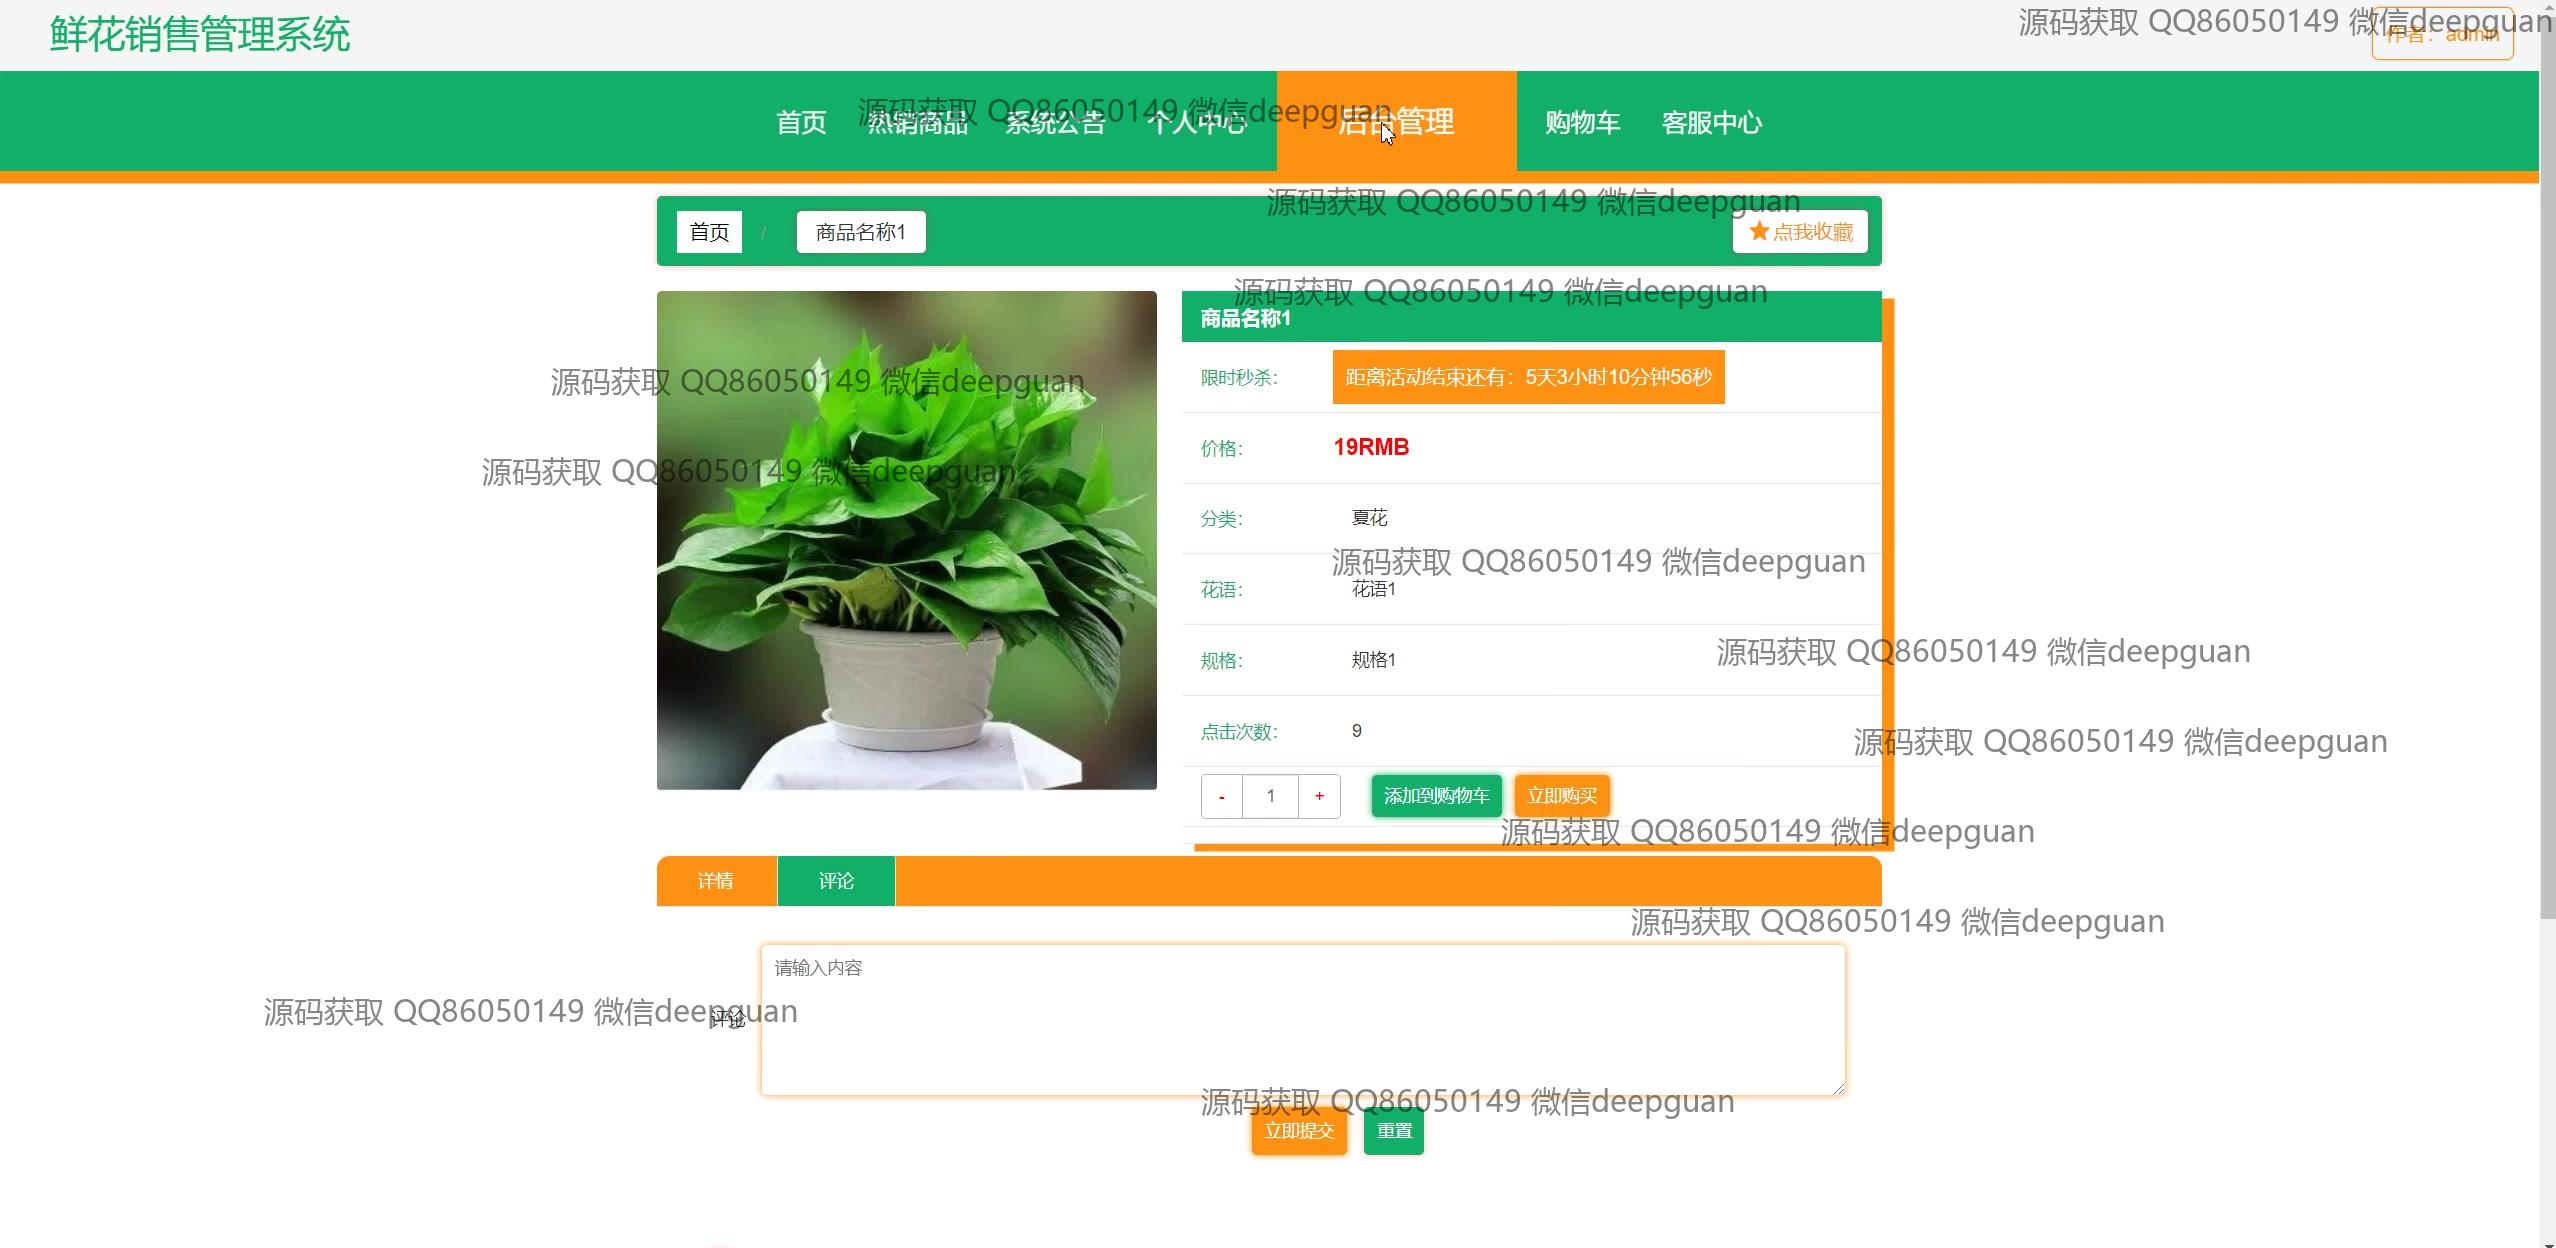 鲜花销售管理系统
源码获取 QQ86050149 微信deepguan
作者：admin
首页 热销商品 系统公告 个人中心 后台管理 购物车 客服中心
源码获取 QQ86050149 微信deepguan
源码获取 QQ86050149 微信deepguan
首页 / 商品名称1 点我收藏
源码获取 QQ86050149 微信deepguan
商品名称1
限时秒杀： 距离活动结束还有：5天3小时10分钟56秒
源码获取 QQ86050149 微信deepguan
价格： 19RMB
源码获取 QQ86050149 微信deepguan
分类： 夏花
源码获取 QQ86050149 微信deepguan
花语： 花语1
源码获取 QQ86050149 微信deepguan
规格： 规格1
点击次数： 9
源码获取 QQ86050149 微信deepguan
- 1 + 添加到购物车 立即购买
源码获取 QQ86050149 微信deepguan
详情 评论
源码获取 QQ86050149 微信deepguan
请输入内容
源码获取 QQ86050149 微信deepguan
评论
源码获取 QQ86050149 微信deepguan
立即提交 重置